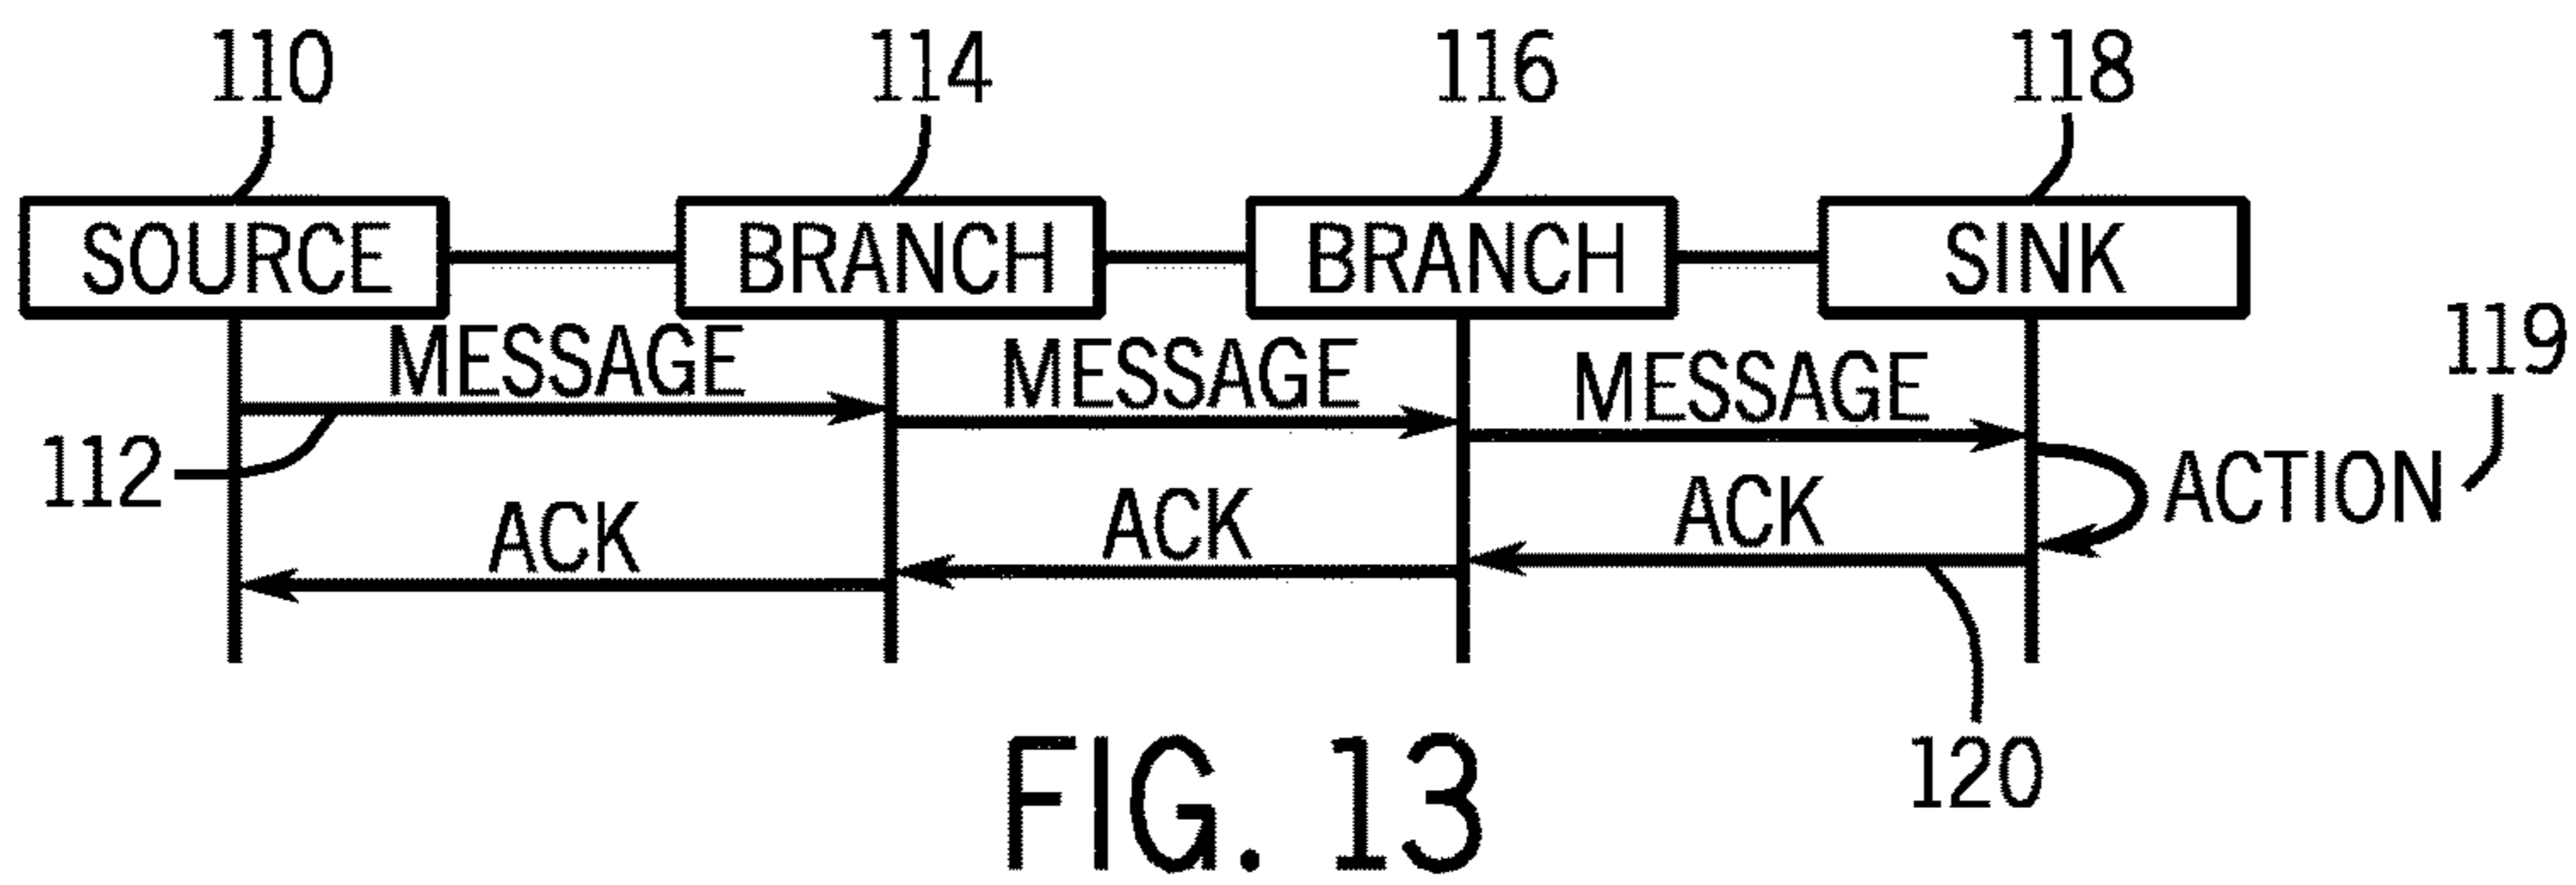 110 114 116 118
SOURCE BRANCH BRANCH SINK
119
MESSAGE MESSAGE MESSAGE
112 ACK ACK ACK ACTION
120
FIG. 13